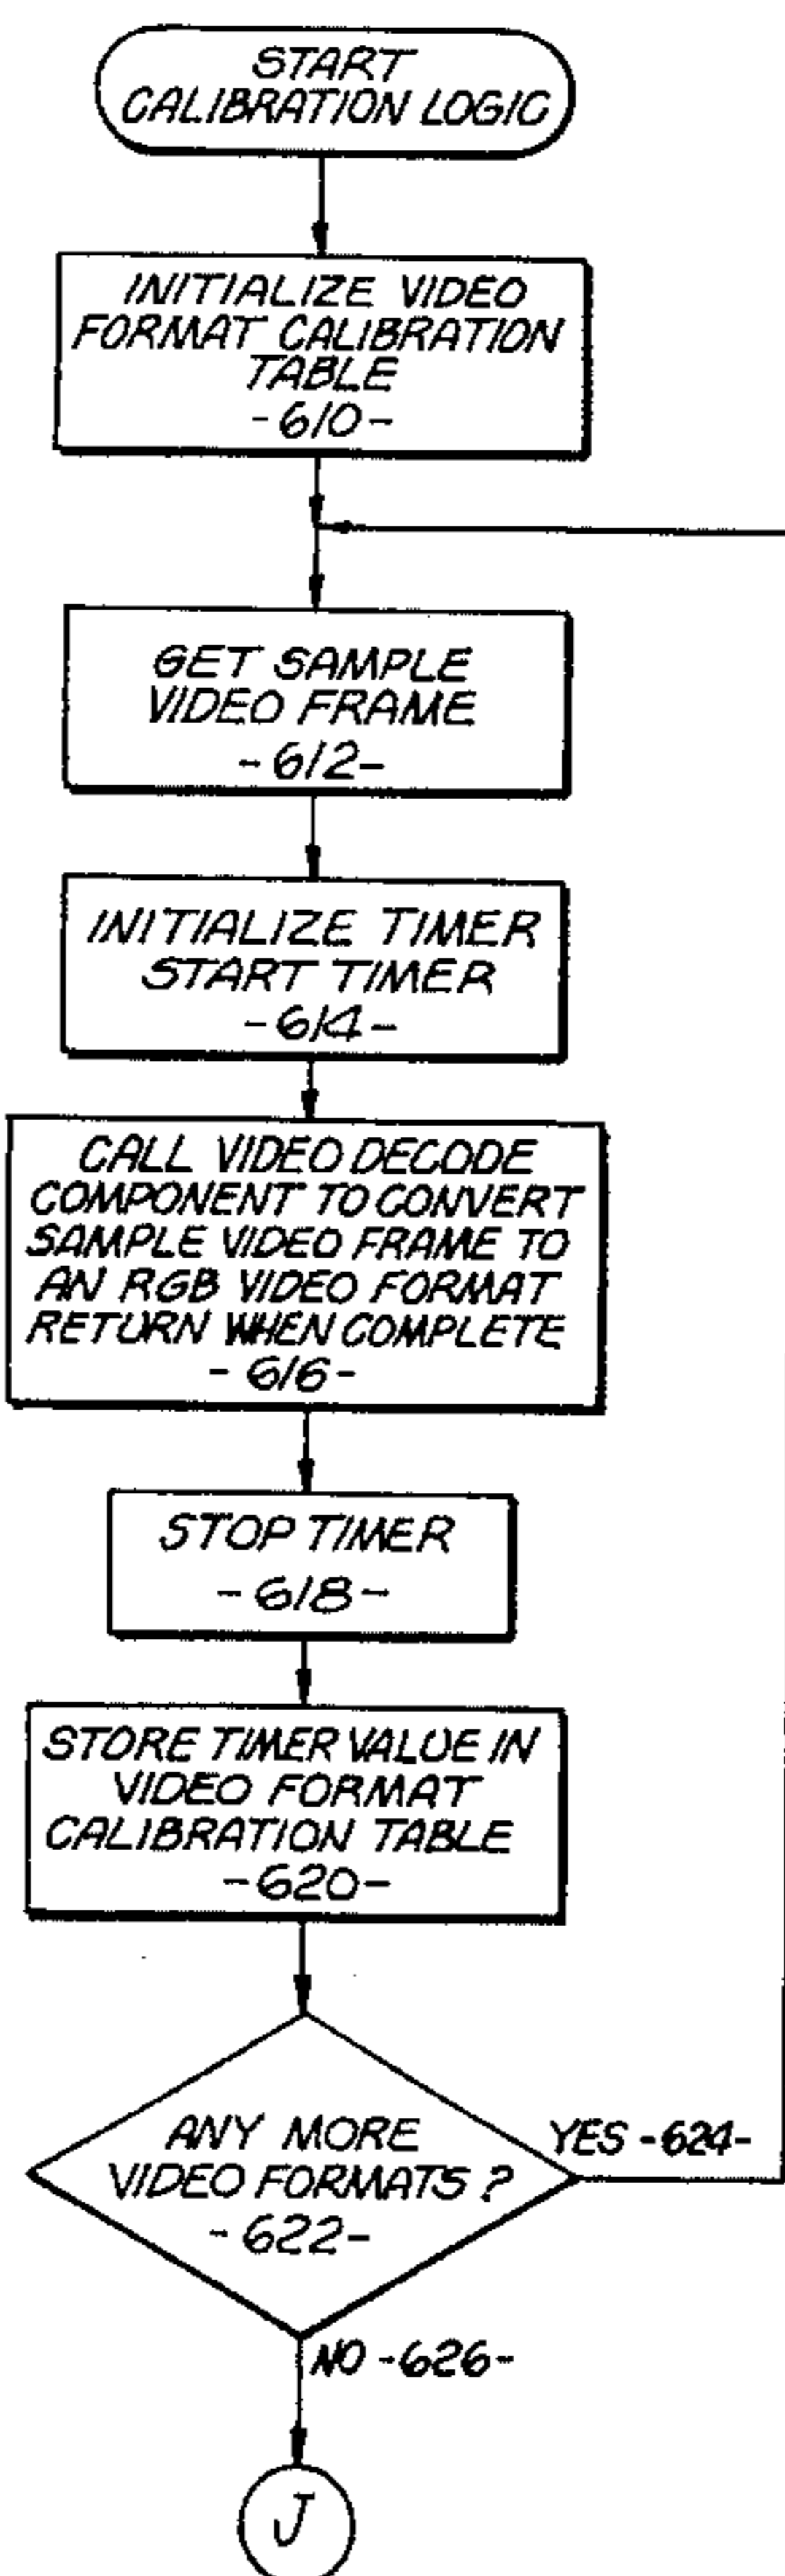 START
CALIBRATION LOGIC
INITIALIZE VIDEO
FORMAT CALIBRATION
TABLE
-610-
GET SAMPLE
VIDEO FRAME
-612-
INITIALIZE TIMER
START TIMER
-614-
CALL VIDEO DECODE
COMPONENT TO CONVERT
SAMPLE VIDEO FRAME TO
AN RGB VIDEO FORMAT
RETURN WHEN COMPLETE
-616-
STOP TIMER
-618-
STORE TIMER VALUE IN
VIDEO FORMAT
CALIBRATION TABLE
-620-
ANY MORE
VIDEO FORMATS?
-622-
YES -624-
NO -626-
J